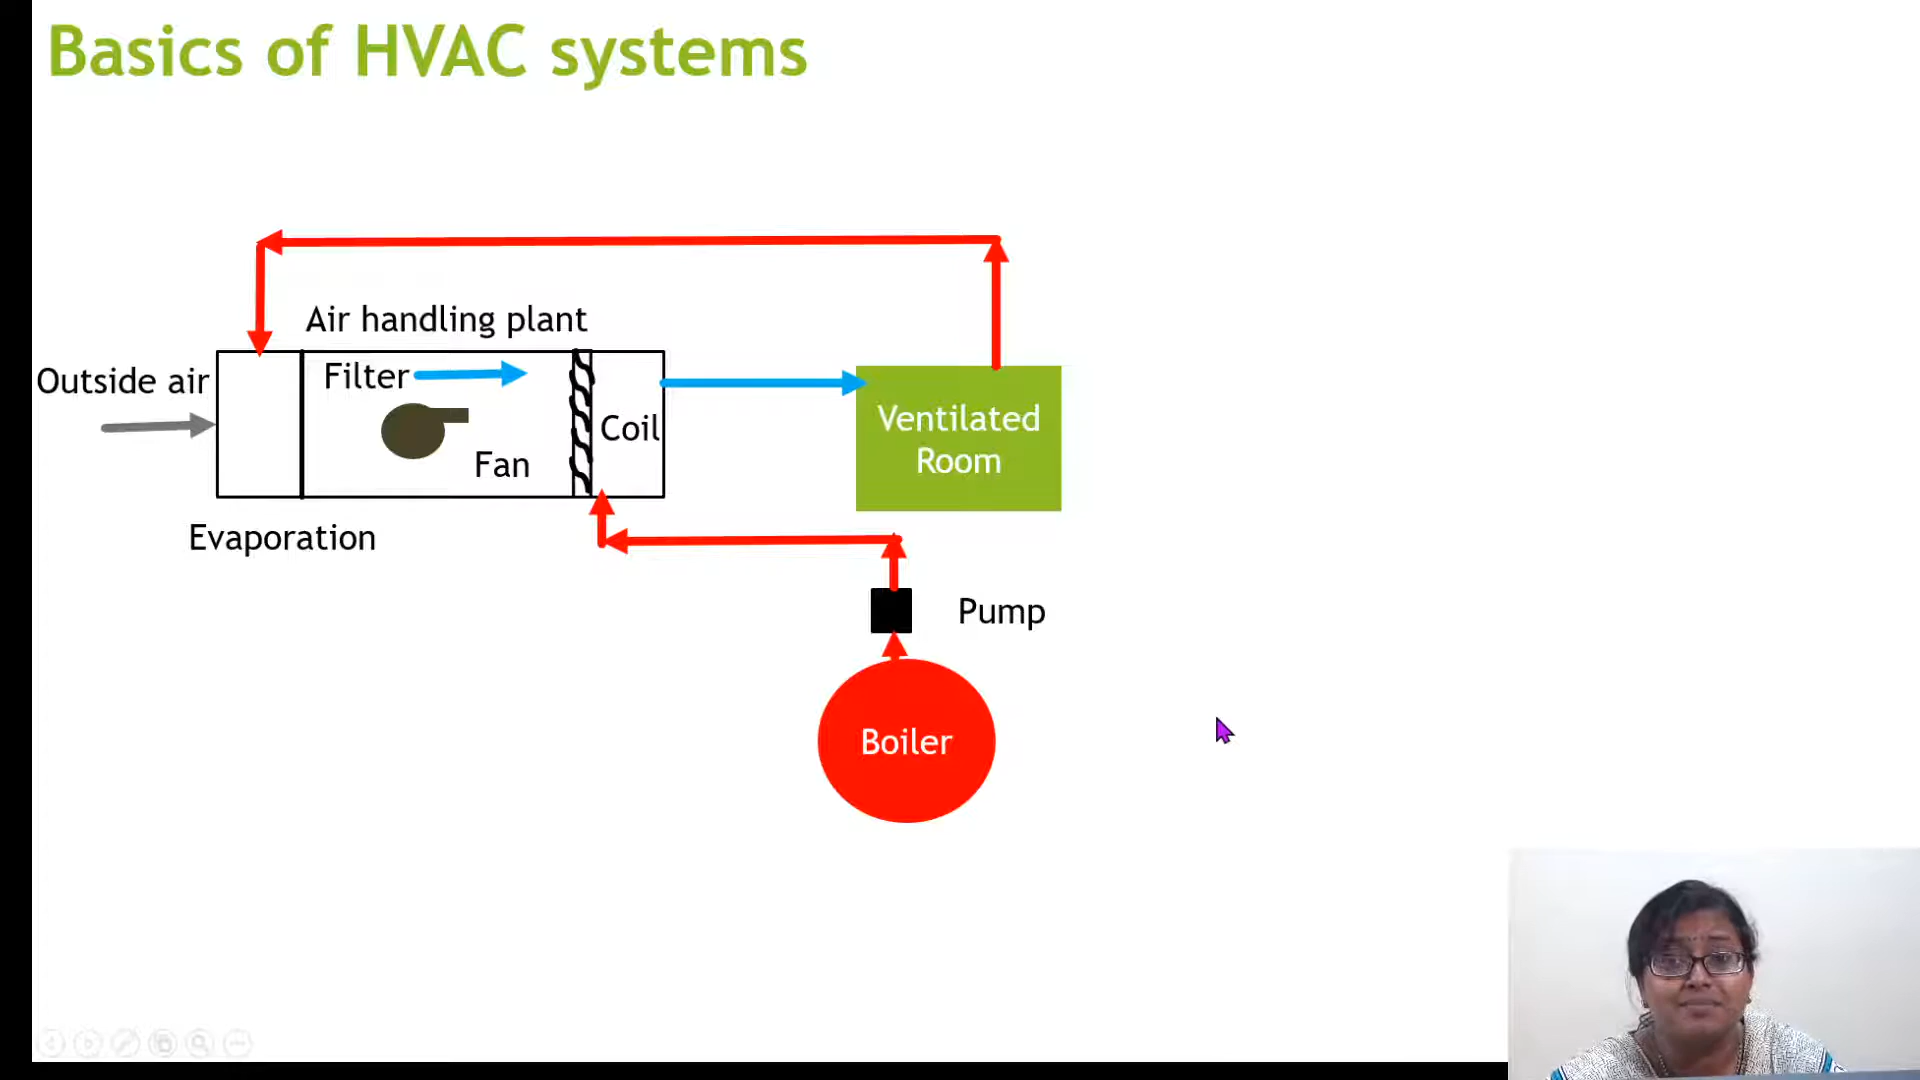 Basics of HVAC systems
Air handling plant
Outside air
Filter
Fan
Coil
Ventilated
Room
Evaporation
Pump
Boiler